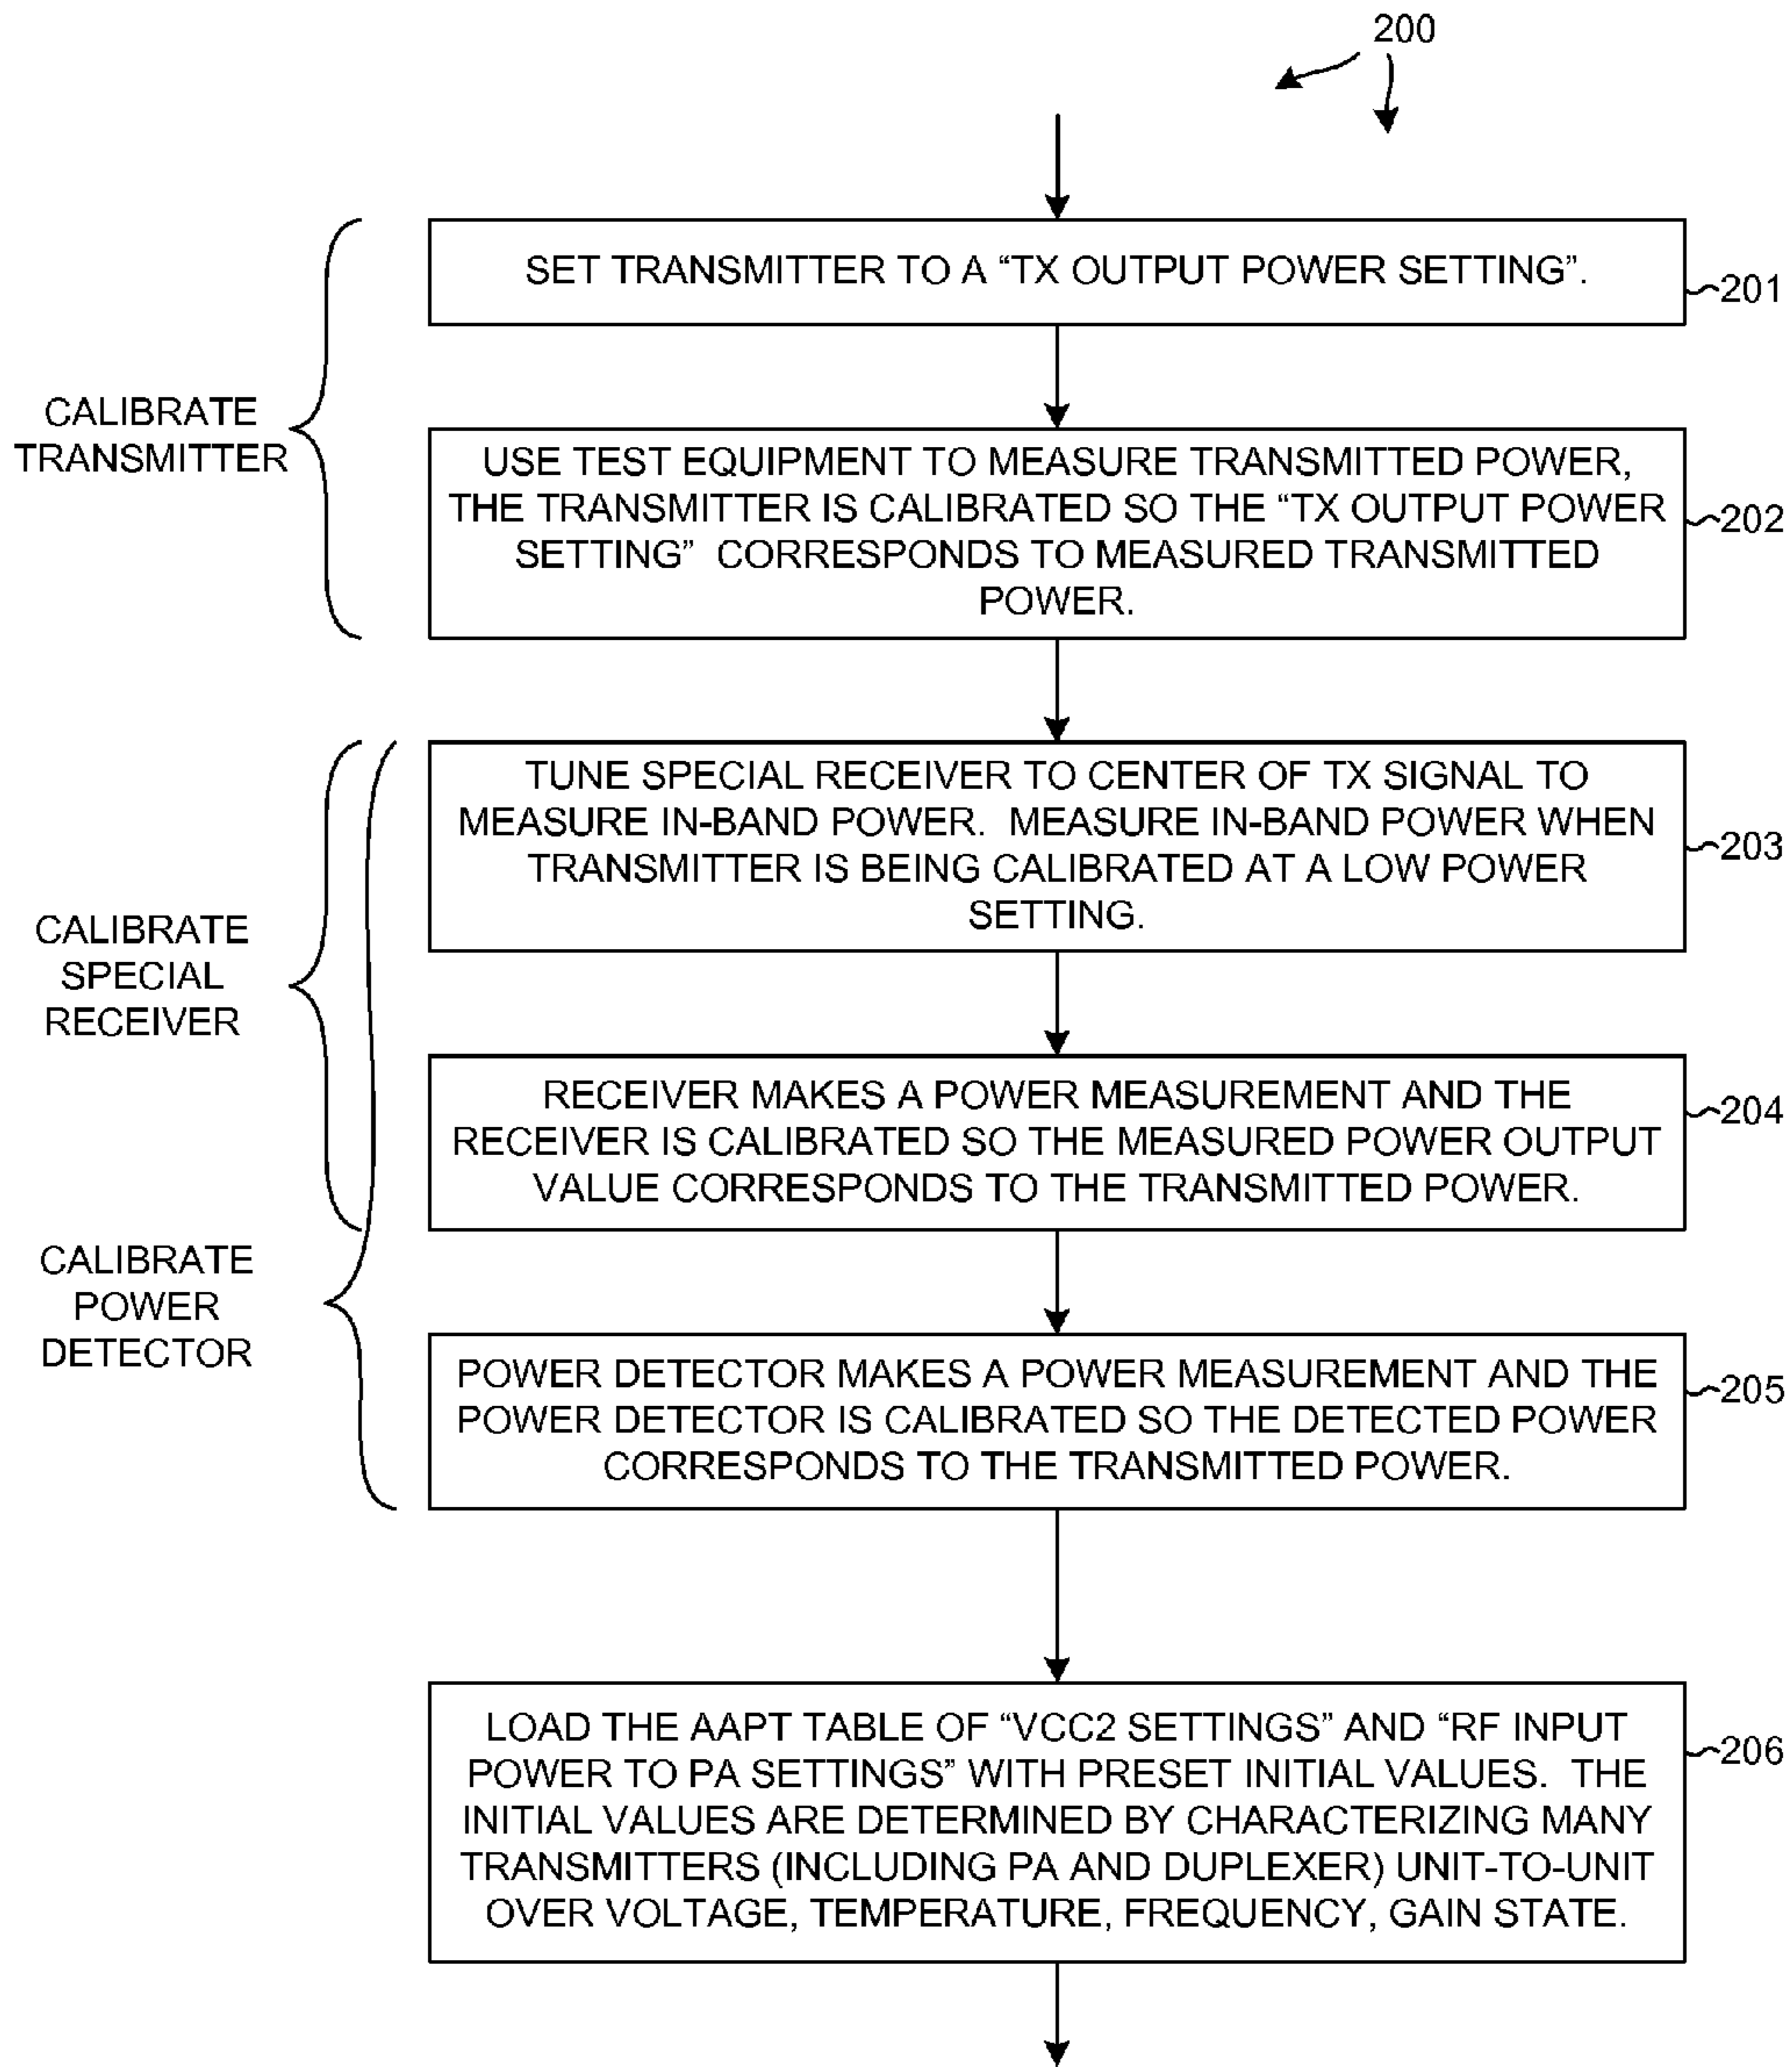 200
SET TRANSMITTER TO A “TX OUTPUT POWER SETTING”.
201
CALIBRATE
TRANSMITTER
USE TEST EQUIPMENT TO MEASURE TRANSMITTED POWER,
THE TRANSMITTER IS CALIBRATED SO THE “TX OUTPUT POWER
SETTING” CORRESPONDS TO MEASURED TRANSMITTED
POWER.
202
TUNE SPECIAL RECEIVER TO CENTER OF TX SIGNAL TO
MEASURE IN-BAND POWER. MEASURE IN-BAND POWER WHEN
TRANSMITTER IS BEING CALIBRATED AT A LOW POWER
SETTING.
203
CALIBRATE
SPECIAL
RECEIVER
RECEIVER MAKES A POWER MEASUREMENT AND THE
RECEIVER IS CALIBRATED SO THE MEASURED POWER OUTPUT
VALUE CORRESPONDS TO THE TRANSMITTED POWER.
204
CALIBRATE
POWER
DETECTOR
POWER DETECTOR MAKES A POWER MEASUREMENT AND THE
POWER DETECTOR IS CALIBRATED SO THE DETECTED POWER
CORRESPONDS TO THE TRANSMITTED POWER.
205
LOAD THE AAPT TABLE OF “VCC2 SETTINGS” AND “RF INPUT
POWER TO PA SETTINGS” WITH PRESET INITIAL VALUES. THE
INITIAL VALUES ARE DETERMINED BY CHARACTERIZING MANY
TRANSMITTERS (INCLUDING PA AND DUPLEXER) UNIT-TO-UNIT
OVER VOLTAGE, TEMPERATURE, FREQUENCY, GAIN STATE.
206